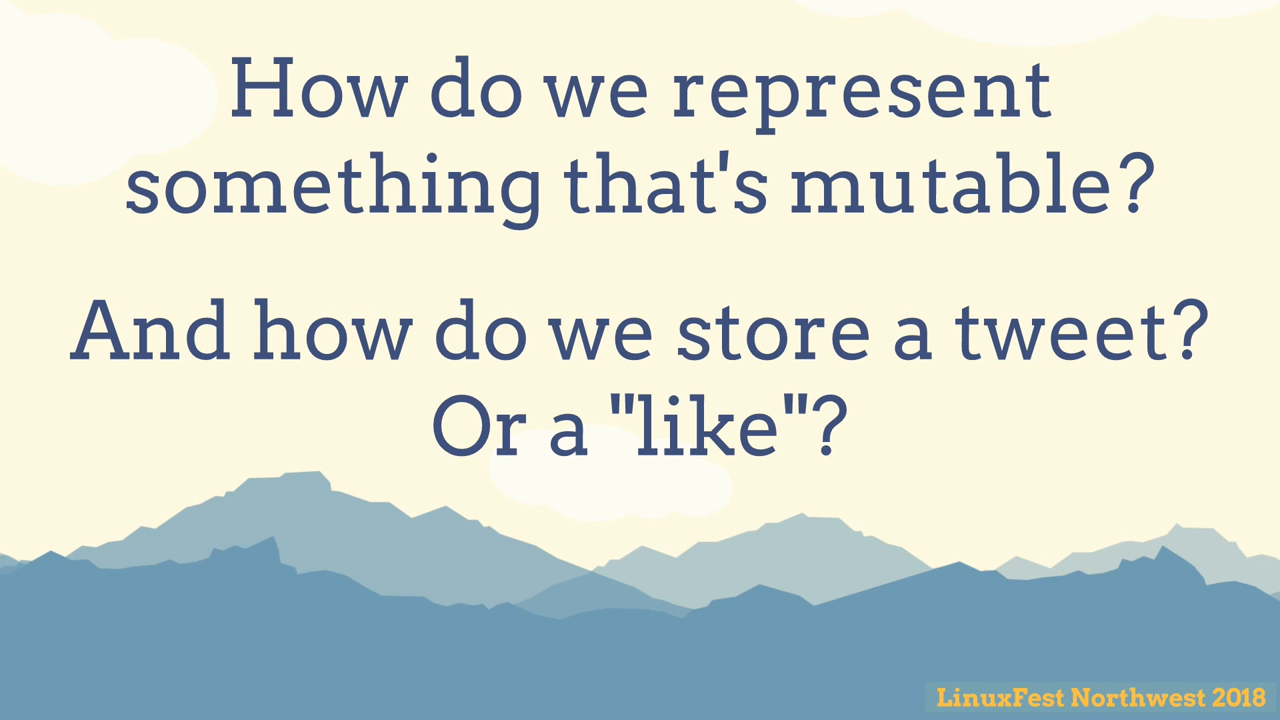 How do we represent
something that's mutable?
And how do we store a tweet?
Or a "like"?
LinuxFest Northwest 2018